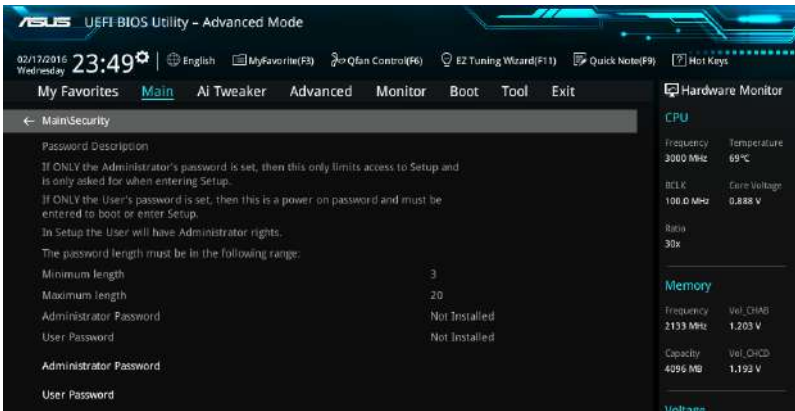 ASUS UEFI BIOS Utility – Advanced Mode
02/17/2016 Wednesday 23:49 English MyFavorite(F3) Qfan Control(F6) EZ Tuning Wizard(F11) Quick Note(F9) ? Hot Keys
My Favorites Main Ai Tweaker Advanced Monitor Boot Tool Exit
← Main\Security
Password Description
If ONLY the Administrator's password is set, then this only limits access to Setup and
is only asked for when entering Setup.
If ONLY the User's password is set, then this is a power on password and must be
entered to boot or enter Setup.
In Setup the User will have Administrator rights.
The password length must be in the following range:
Minimum length 3
Maximum length 20
Administrator Password Not Installed
User Password Not Installed
Administrator Password
User Password
Hardware Monitor
CPU
Frequency Temperature
3000 MHz 69°C
BCLK Core Voltage
100.0 MHz 0.888 V
Ratio
30x
Memory
Frequency Vol_CHAB
2133 MHz 1.203 V
Capacity Vol_CHCD
4096 MB 1.193 V
Voltage